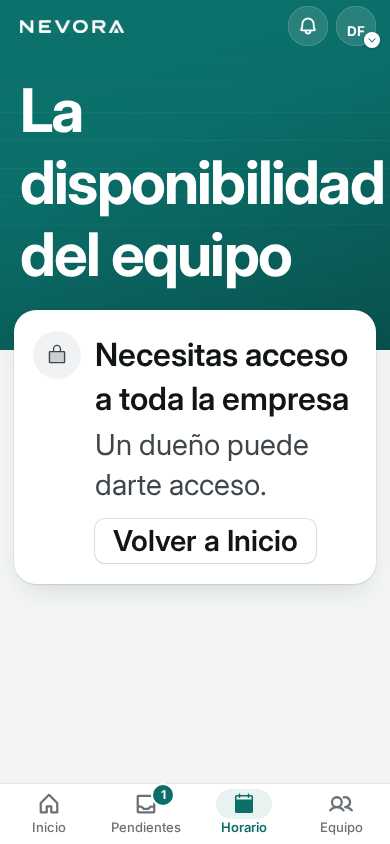 NEVORA
DF
La
disponibilidad
del equipo
Necesitas acceso
a toda la empresa
Un dueño puede
darte acceso.
Volver a Inicio
1
Inicio
Pendientes
Horario
Equipo